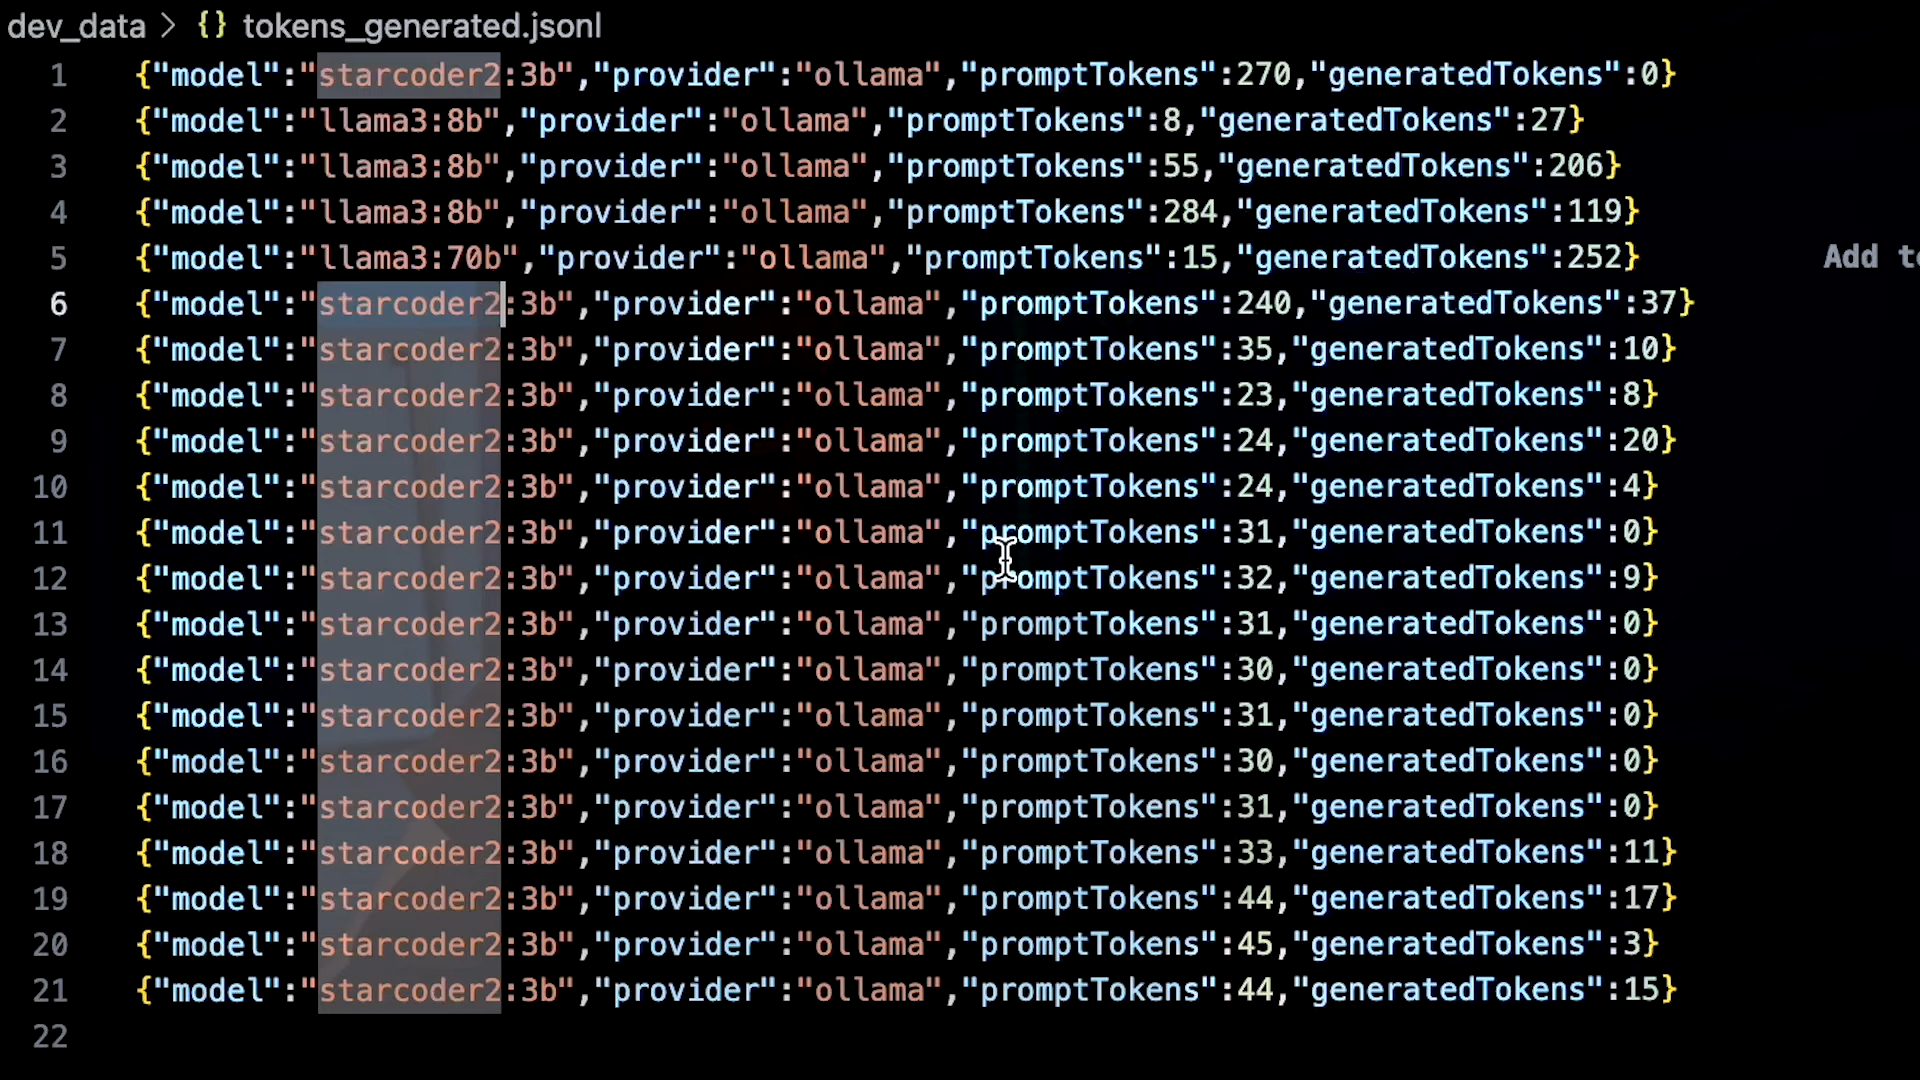 dev_data > {} tokens_generated.jsonl
1 {"model":"starcoder2:3b","provider":"ollama","promptTokens":270,"generatedTokens":0}
2 {"model":"llama3:8b","provider":"ollama","promptTokens":8,"generatedTokens":27}
3 {"model":"llama3:8b","provider":"ollama","promptTokens":55,"generatedTokens":206}
4 {"model":"llama3:8b","provider":"ollama","promptTokens":284,"generatedTokens":119}
5 {"model":"llama3:70b","provider":"ollama","promptTokens":15,"generatedTokens":252} Add
6 {"model":"starcoder2:3b","provider":"ollama","promptTokens":240,"generatedTokens":37}
7 {"model":"starcoder2:3b","provider":"ollama","promptTokens":35,"generatedTokens":10}
8 {"model":"starcoder2:3b","provider":"ollama","promptTokens":23,"generatedTokens":8}
9 {"model":"starcoder2:3b","provider":"ollama","promptTokens":24,"generatedTokens":20}
10 {"model":"starcoder2:3b","provider":"ollama","promptTokens":24,"generatedTokens":4}
11 {"model":"starcoder2:3b","provider":"ollama","promptTokens":31,"generatedTokens":0}
12 {"model":"starcoder2:3b","provider":"ollama","promptTokens":32,"generatedTokens":9}
13 {"model":"starcoder2:3b","provider":"ollama","promptTokens":31,"generatedTokens":0}
14 {"model":"starcoder2:3b","provider":"ollama","promptTokens":30,"generatedTokens":0}
15 {"model":"starcoder2:3b","provider":"ollama","promptTokens":31,"generatedTokens":0}
16 {"model":"starcoder2:3b","provider":"ollama","promptTokens":30,"generatedTokens":0}
17 {"model":"starcoder2:3b","provider":"ollama","promptTokens":31,"generatedTokens":0}
18 {"model":"starcoder2:3b","provider":"ollama","promptTokens":33,"generatedTokens":11}
19 {"model":"starcoder2:3b","provider":"ollama","promptTokens":44,"generatedTokens":17}
20 {"model":"starcoder2:3b","provider":"ollama","promptTokens":45,"generatedTokens":3}
21 {"model":"starcoder2:3b","provider":"ollama","promptTokens":44,"generatedTokens":15}
22